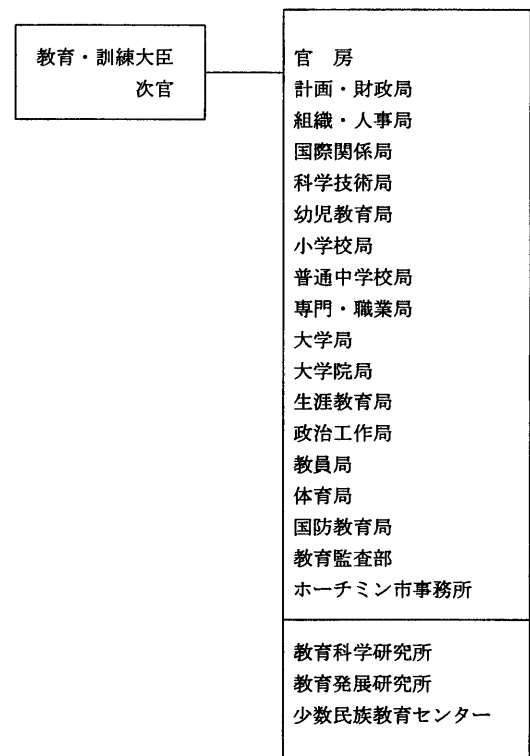 教育・訓練大臣
次官
官　房
計画・財政局
組織・人事局
国際関係局
科学技術局
幼児教育局
小学校局
普通中学校局
専門・職業局
大学局
大学院局
生涯教育局
政治工作局
教員局
体育局
国防教育局
教育監査部
ホーチミン市事務所
教育科学研究所
教育発展研究所
少数民族教育センター